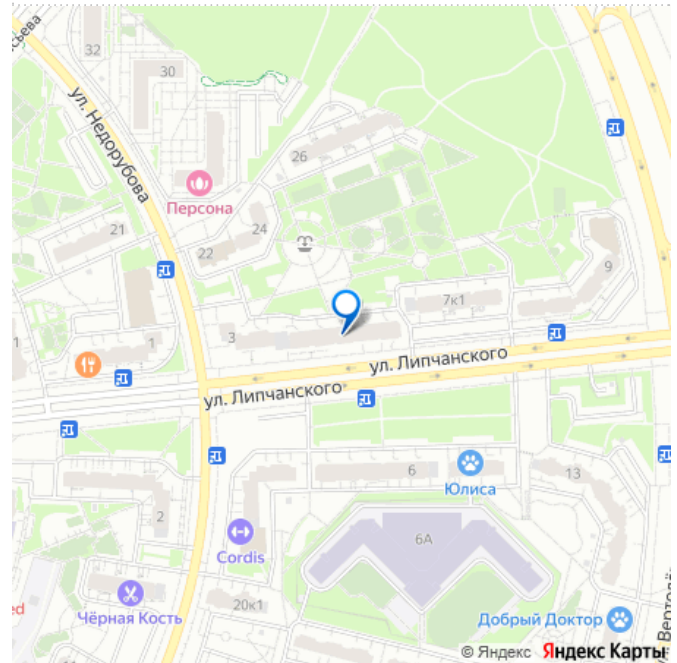 32
30
ул. Недорубова
26
Персона
24
21
22
9
7к1
3
1
ул. Липчанского
ул. Липчанского
6
Юлиса
13
2
6А
Cordis
20к1
Чёрная Кость
Добрый Доктор
© Яндекс Яндекс Карты